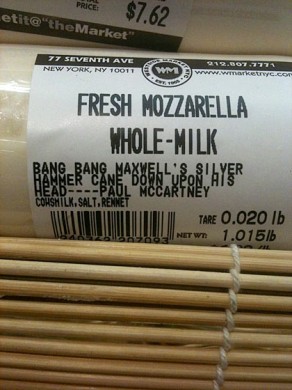 PRICE:
$7.62
etit@"theMarket"
77 SEVENTH AVE
NEW YORK, NY 10011
WM
212.807.7771
www.wmarketnyc.co
FRESH MOZZARELLA
WHOLE-MILK
BANG BANG MAXWELL'S SILVER
HAMMER CAME DOWN UPON HIS
HEAD----PAUL MCCARTNEY
COWSMILK,SALT,RENNET
TARE 0.020 lb
NET WT: 1.015lb